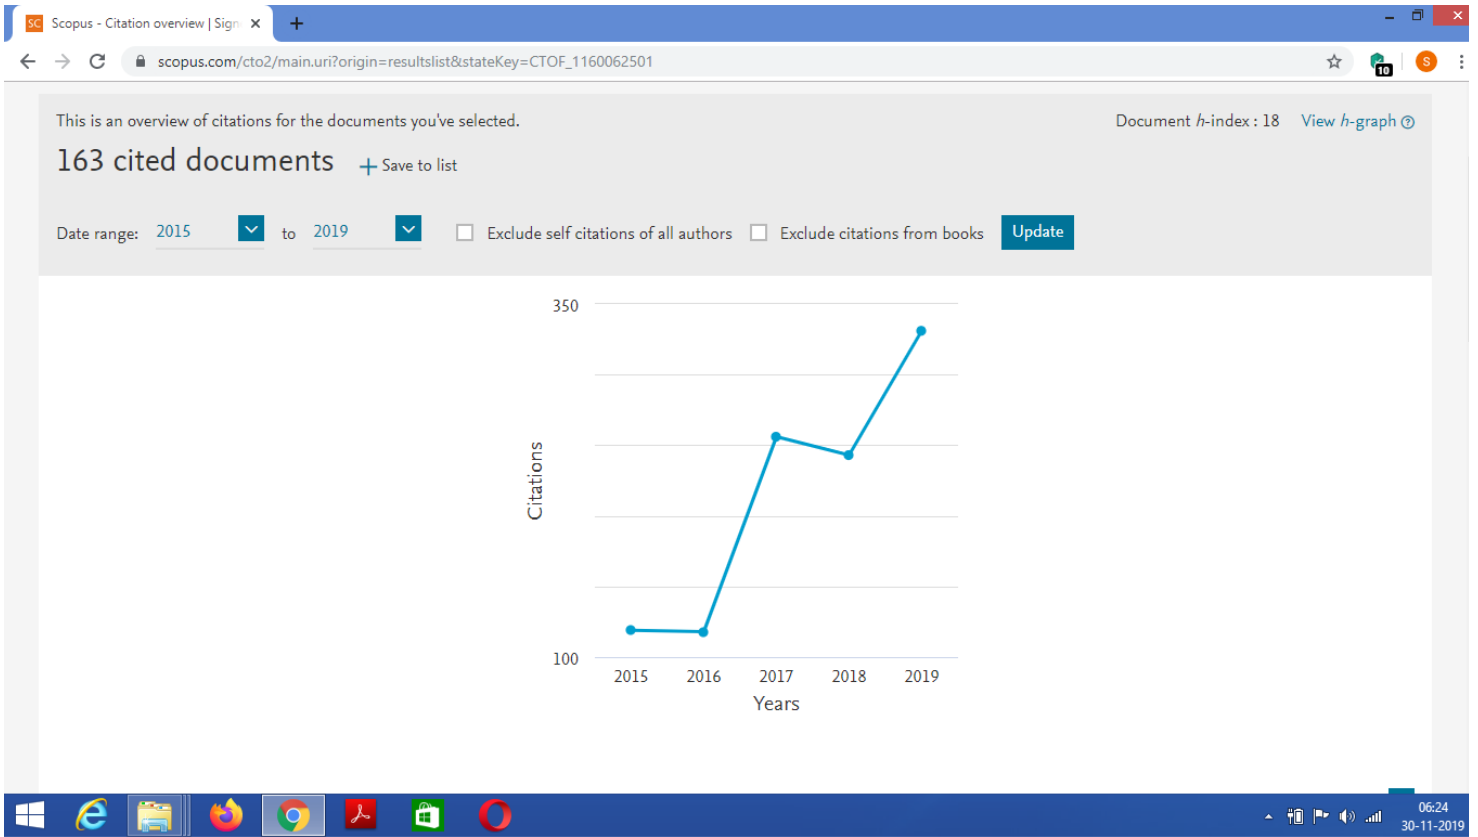 SC Scopus - Citation overview | Sign
scopus.com/cto2/main.uri?origin=resultslist&stateKey=CTOF_1160062501
10
S
This is an overview of citations for the documents you've selected.
Document h-index : 18 View h-graph
163 cited documents + Save to list
Date range: 2015 to 2019 Exclude self citations of all authors Exclude citations from books Update
350
Citations
100
2015 2016 2017 2018 2019
Years
06:24
30-11-2019